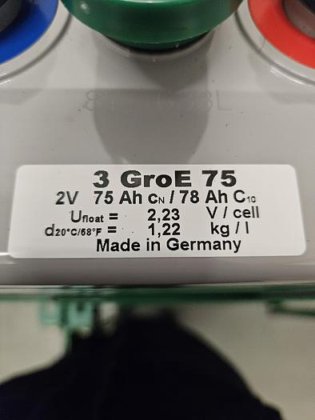 3 GroE 75
2V 75 Ah CN / 78 Ah C10
Ufloat = 2,23 V / cell
d20°C/68°F = 1,22 kg / l
Made in Germany